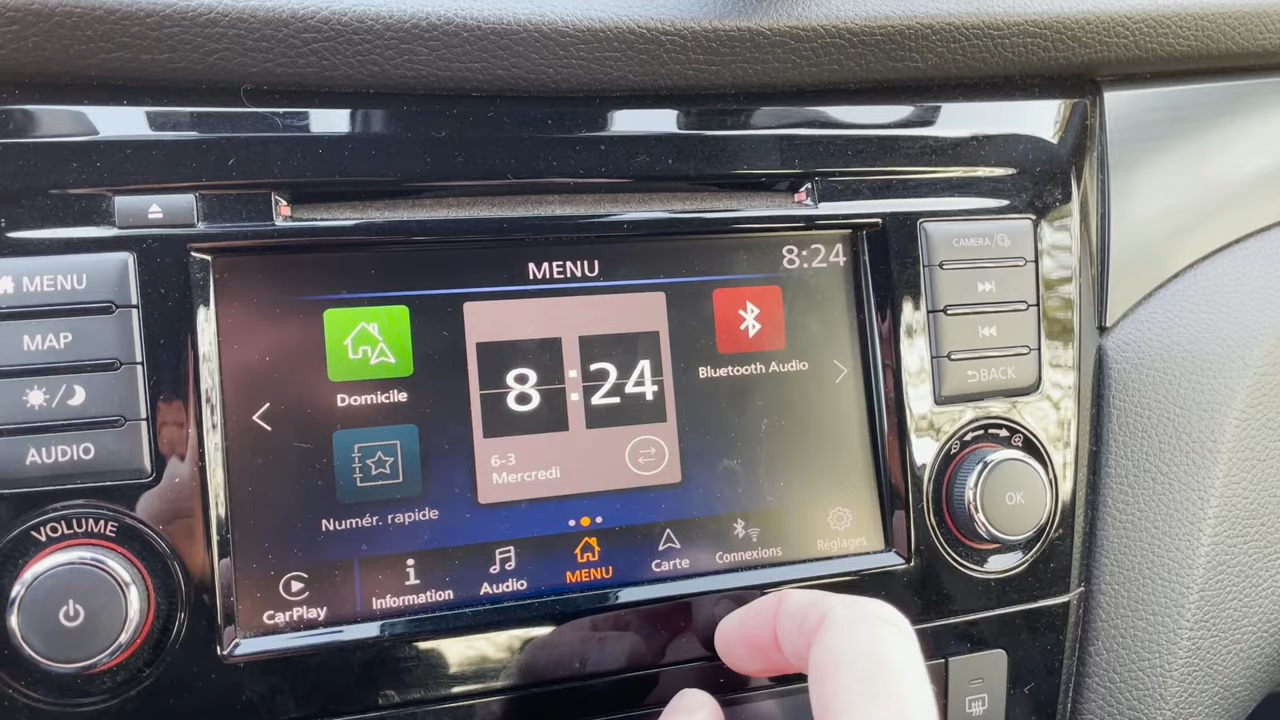 MENU
MAP
AUDIO
VOLUME
MENU
8:24
Domicile
Numér. rapide
8:24
6-3
Mercredi
Bluetooth Audio
CarPlay
Information
Audio
MENU
Carte
Connexions
Réglages
CAMERA/
BACK
OK